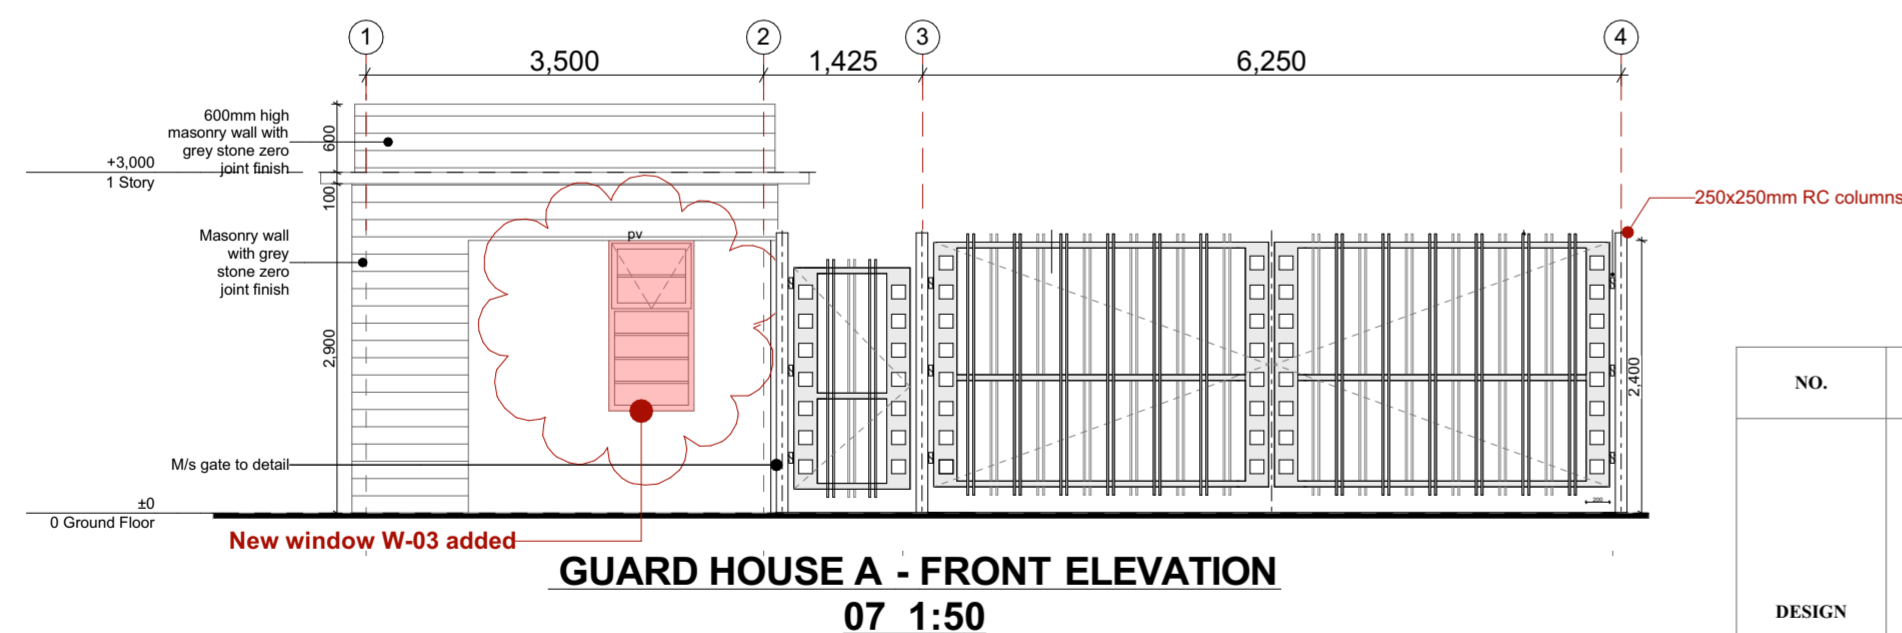 1
2
3
4
3,500
1,425
6,250
600mm high
masonry wall with
grey stone zero
joint finish
600
+3,000
1 Story
100
250x250mm RC columns
pv
Masonry wall
with grey
stone zero
joint finish
2,900
2,400
NO.
M/s gate to detail
200
±0
0 Ground Floor
New window W-03 added
GUARD HOUSE A - FRONT ELEVATION
07 1:50
DESIGN